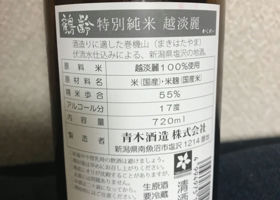 鶴齢 特別純米 越淡麗
酒造りに適した巻機山（まきはたやま）
伏流水仕込みによる、新潟県塩沢の地酒。
原料米 越淡麗100%使用
原材料名 米（国産）・米麹（国産米）
精米歩合 55%
アルコール分 17度
内容量 720ml
製造者 青木酒造 株式会社
新潟県南魚沼市塩沢1214番地
生原酒
要冷蔵
清酒